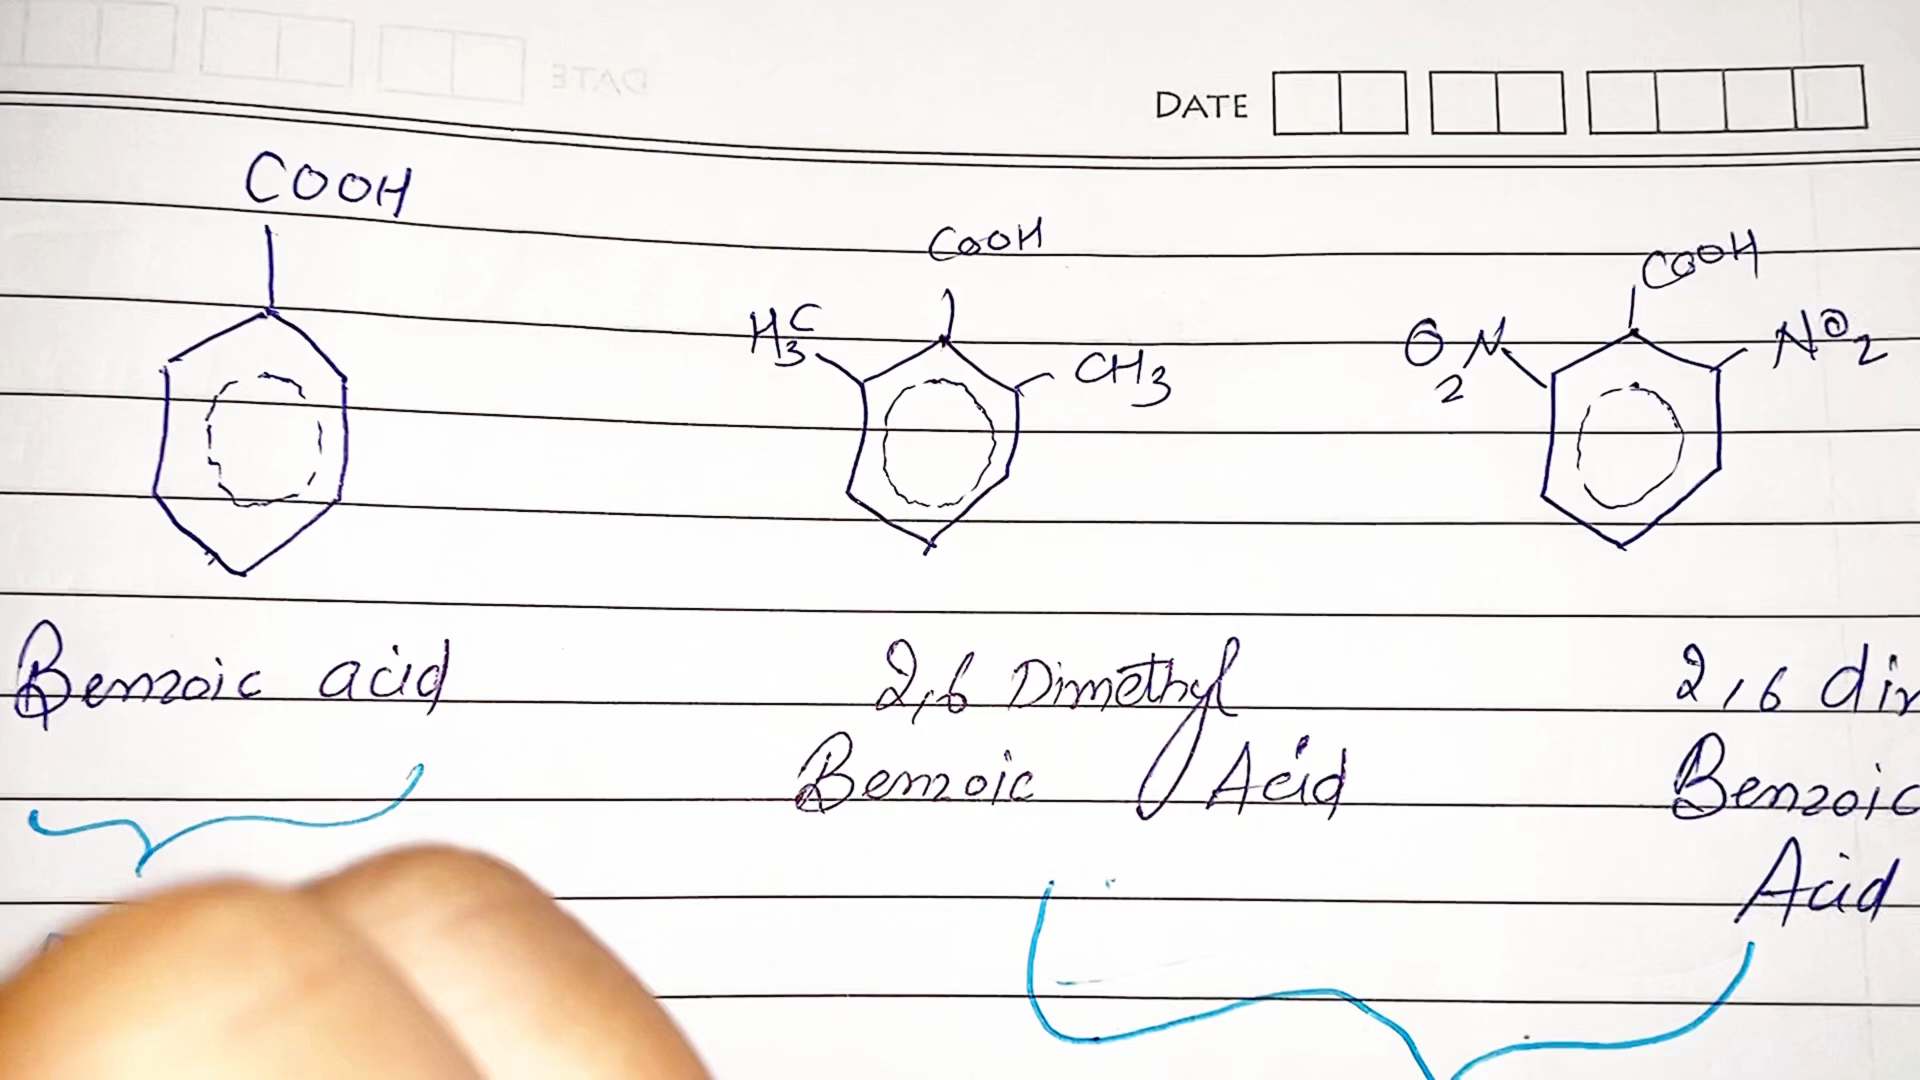 DATE
COOH
COOH
H3C
CH3
COOH
O2N
NO2
Benzoic acid
2,6 Dimethyl
Benzoic Acid
2,6 din
Benzoic
Acid